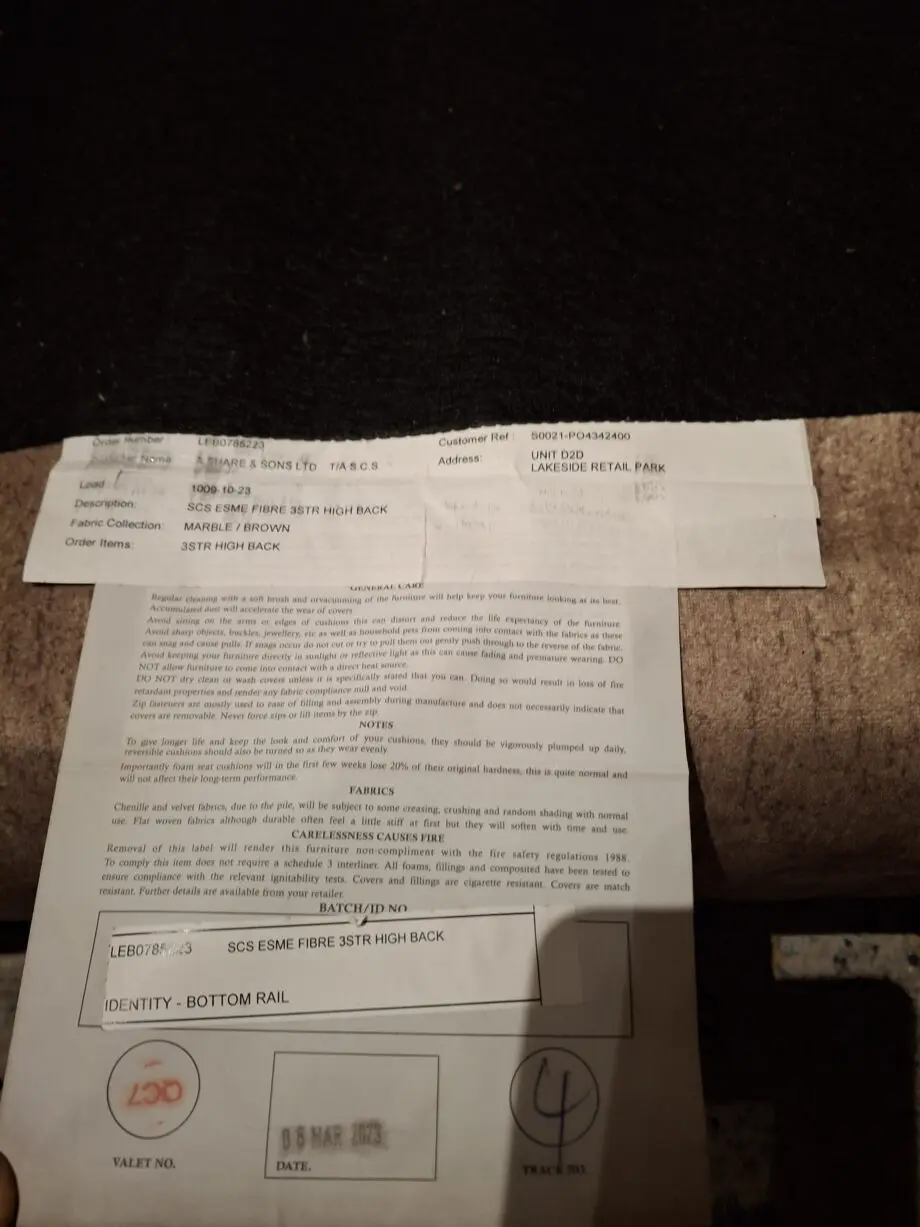 Order Number LEB0785223 Customer Ref : S0021-PO4342400
Name A SHARE & SONS LTD T/A S.C.S Address: UNIT D2D
LAKESIDE RETAIL PARK
Load : 1009-10-23
Description: SCS ESME FIBRE 3STR HIGH BACK
Fabric Collection: MARBLE / BROWN
Order Items: 3STR HIGH BACK
GENERAL CARE
Regular cleaning with a soft brush and orvacuuming of the furniture will help keep your furniture looking at its best.
Accumulated dust will accelerate the wear of covers
Avoid sitting on the arms or edges of cushions this can distort and reduce the life expectancy of the furniture.
Avoid sharp objects, buckles, jewellery, etc as well as household pets from coming into contact with the fabrics as these
can snag and cause pulls. If snags occur do not cut or try to pull them out gently push through to the reverse of the fabric.
Avoid keeping your furniture directly in sunlight or reflective light as this can cause fading and premature wearing. DO
NOT allow furniture to come into contact with a direct heat source.
DO NOT dry clean or wash covers unless it is specifically stated that you can. Doing so would result in loss of fire
retardant properties and render any fabric compliance null and void.
Zip fasteners are mostly used to ease of filling and assembly during manufacture and does not necessarily indicate that
covers are removable. Never force zips or lift items by the zip.
NOTES
To give longer life and keep the look and comfort of your cushions, they should be vigorously plumped up daily,
reversible cushions should also be turned so as they wear evenly.
Importantly foam seat cushions will in the first few weeks lose 20% of their original hardness, this is quite normal and
will not affect their long-term performance.
FABRICS
Chenille and velvet fabrics, due to the pile, will be subject to some creasing, crushing and random shading with normal
use. Flat woven fabrics although durable often feel a little stiff at first but they will soften with time and use.
CARELESSNESS CAUSES FIRE
Removal of this label will render this furniture non-compliment with the fire safety regulations 1988.
To comply this item does not require a schedule 3 interliner. All foams, fillings and composited have been tested to
ensure compliance with the relevant ignitability tests. Covers and fillings are cigarette resistant. Covers are match
resistant. Further details are available from your retailer.
BATCH/ID NO
SCS ESME FIBRE 3STR HIGH BACK
IDENTITY - BOTTOM RAIL
QC7 08 MAR 2023 4
VALET NO. DATE. TRACK NO.